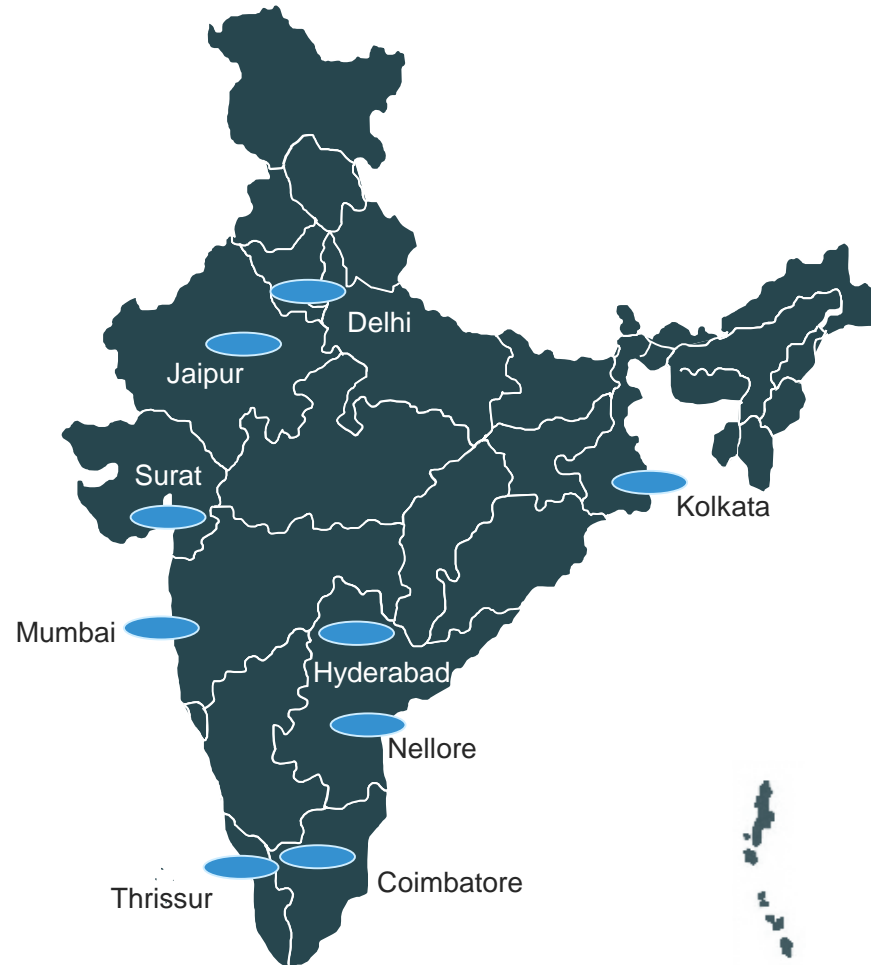 Delhi
Jaipur
Surat
Kolkata
Mumbai
Hyderabad
Nellore
Coimbatore
Thrissur